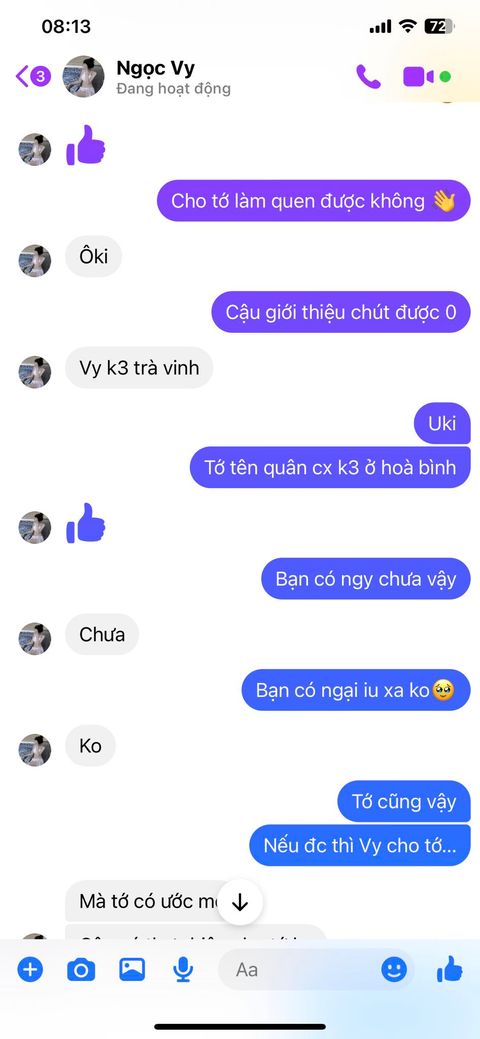 08:13
72
3
Ngọc Vy
Đang hoạt động
Cho tớ làm quen được không 👋
Ôki
Cậu giới thiệu chút được 0
Vy k3 trà vinh
Uki
Tớ tên quân cx k3 ở hoà bình
Bạn có ngy chưa vậy
Chưa
Bạn có ngại iu xa ko🥹
Ko
Tớ cũng vậy
Nếu đc thì Vy cho tớ...
Mà tớ có ước
Aa